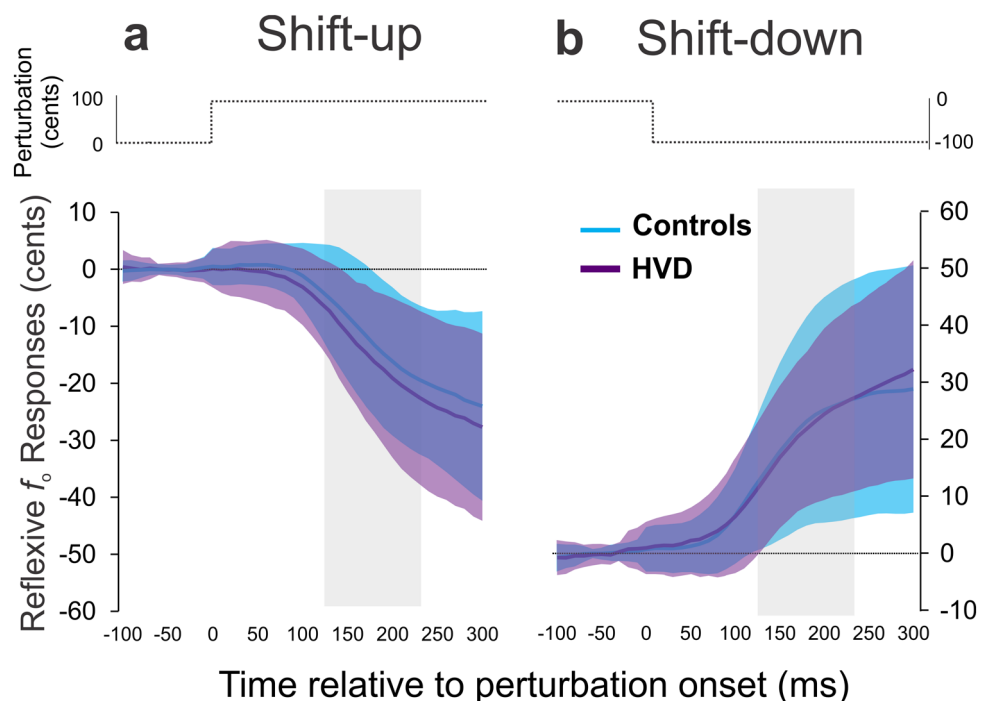 a Shift-up b Shift-down
Perturbation
(cents)
100
0
0
-100
Reflexive fo Responses (cents)
10
0
-10
-20
-30
-40
-50
-60
Controls
HVD
60
50
40
30
20
10
0
-10
-100 -50 0 50 100 150 200 250 300
-100 -50 0 50 100 150 200 250 300
Time relative to perturbation onset (ms)